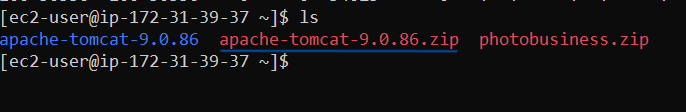 [ec2-user@ip-172-31-39-37 ~]$ ls
apache-tomcat-9.0.86  apache-tomcat-9.0.86.zip  photobusiness.zip
[ec2-user@ip-172-31-39-37 ~]$